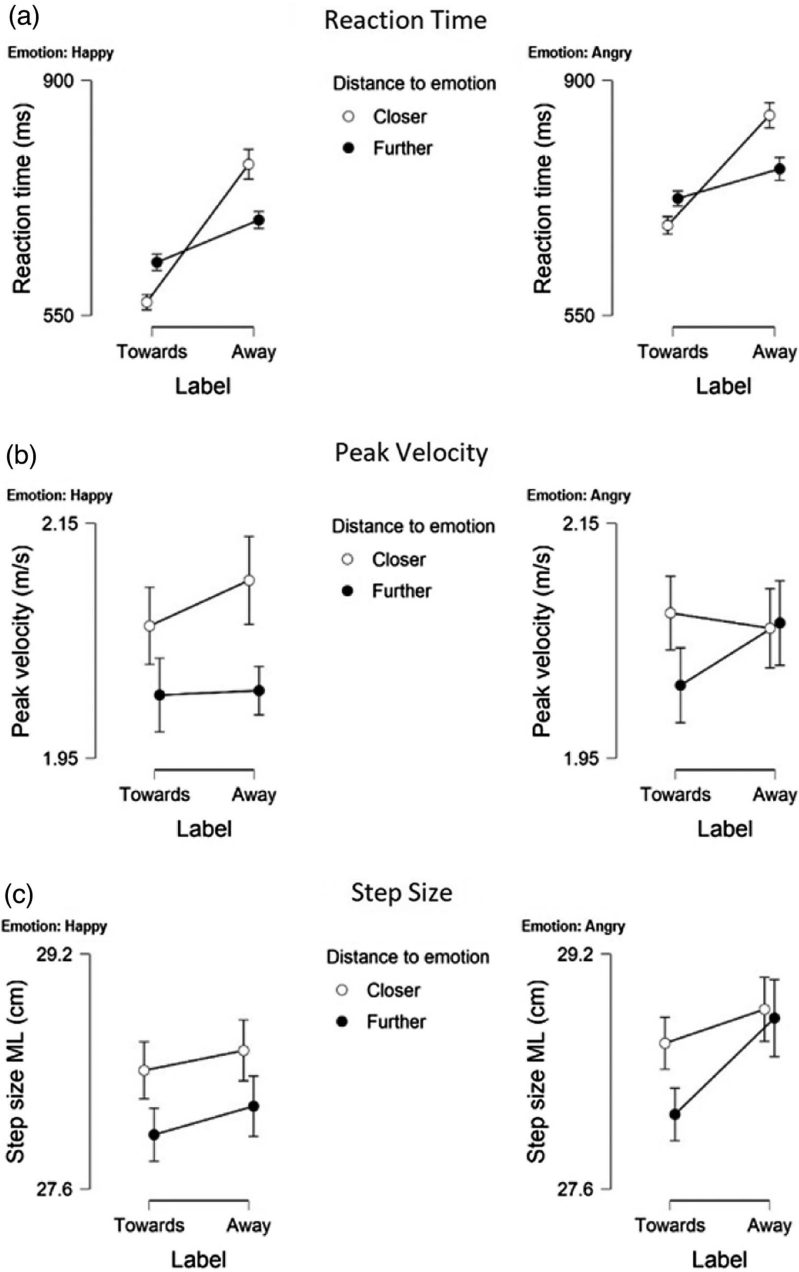 (a)
Reaction Time
Emotion: Happy
Emotion: Angry
900
Reaction time (ms)
550
Towards
Away
Label
Distance to emotion
Closer
Further
900
Reaction time (ms)
550
Towards
Away
Label
(b)
Peak Velocity
Emotion: Happy
Emotion: Angry
2.15
Peak velocity (m/s)
1.95
Towards
Away
Label
Distance to emotion
Closer
Further
2.15
Peak velocity (m/s)
1.95
Towards
Away
Label
(c)
Step Size
Emotion: Happy
Emotion: Angry
29.2
Step size ML (cm)
27.6
Towards
Away
Label
Distance to emotion
Closer
Further
29.2
Step size ML (cm)
27.6
Towards
Away
Label